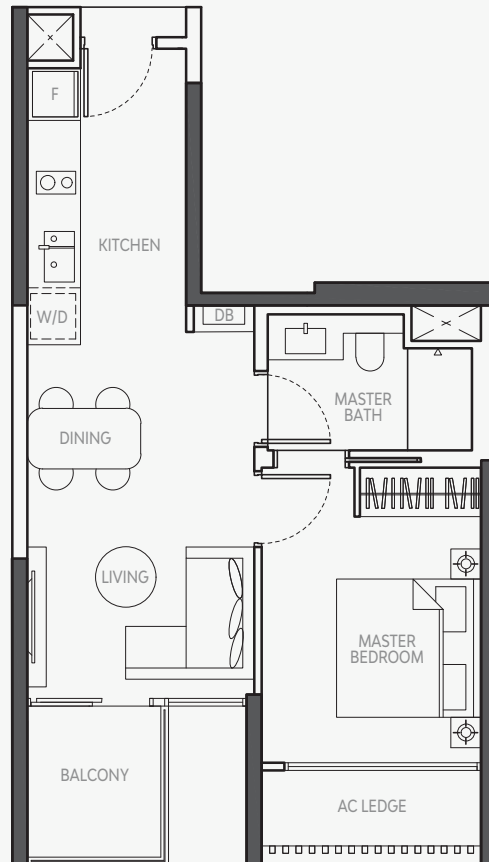 F
KITCHEN
W/D
DB
MASTER
BATH
DINING
LIVING
MASTER
BEDROOM
BALCONY
AC LEDGE